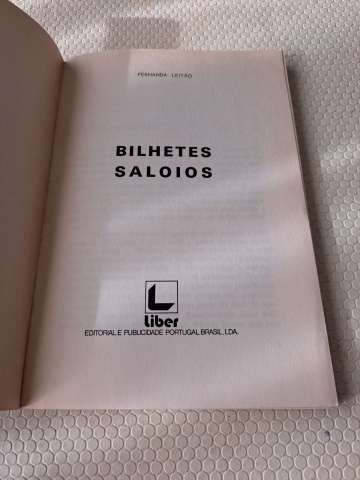 FERNANDA LEITÃO
BILHETES
SALOIOS
Liber
EDITORIAL E PUBLICIDADE PORTUGAL BRASIL, LDA.